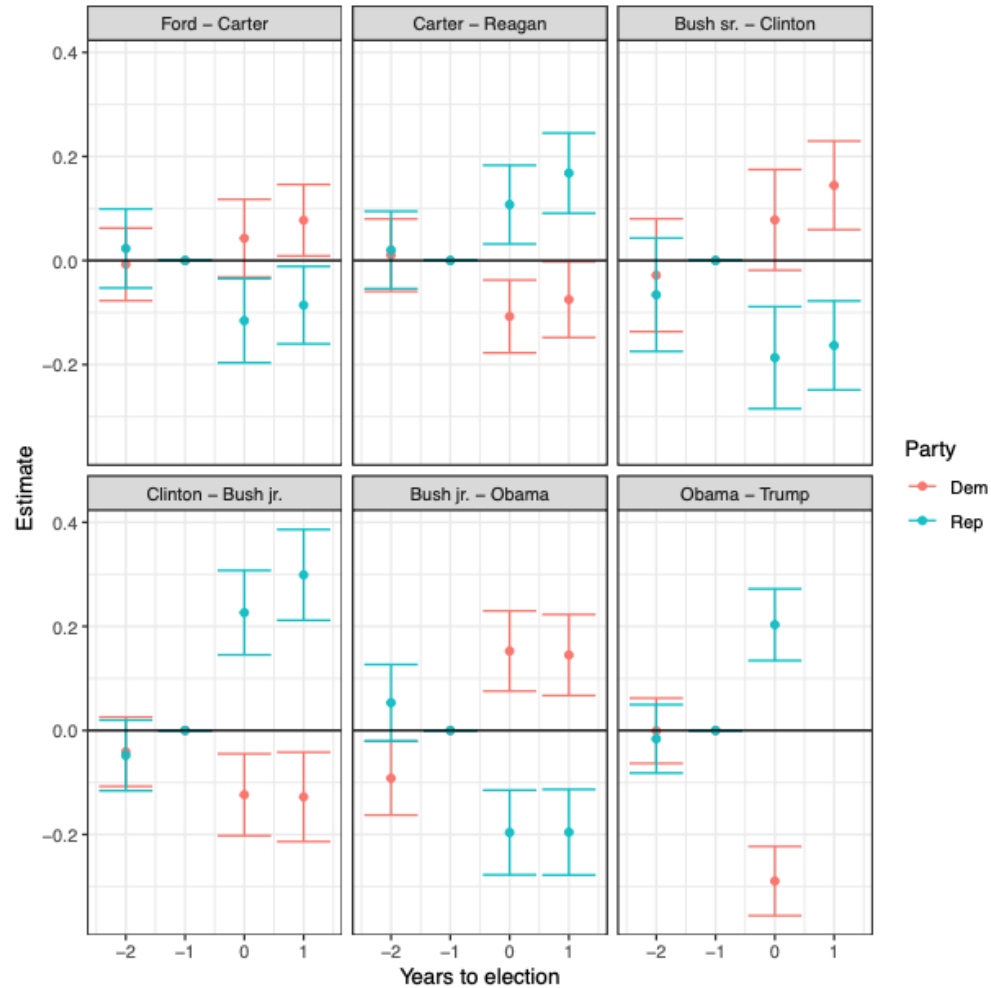 Ford − Carter
Carter − Reagan
Bush sr. − Clinton
0.4
0.2
0.0
−0.2
Clinton − Bush jr.
Bush jr. − Obama
Obama − Trump
0.4
0.2
0.0
−0.2
−2 −1 0 1
−2 −1 0 1
−2 −1 0 1
Years to election
Estimate
Party
Dem
Rep